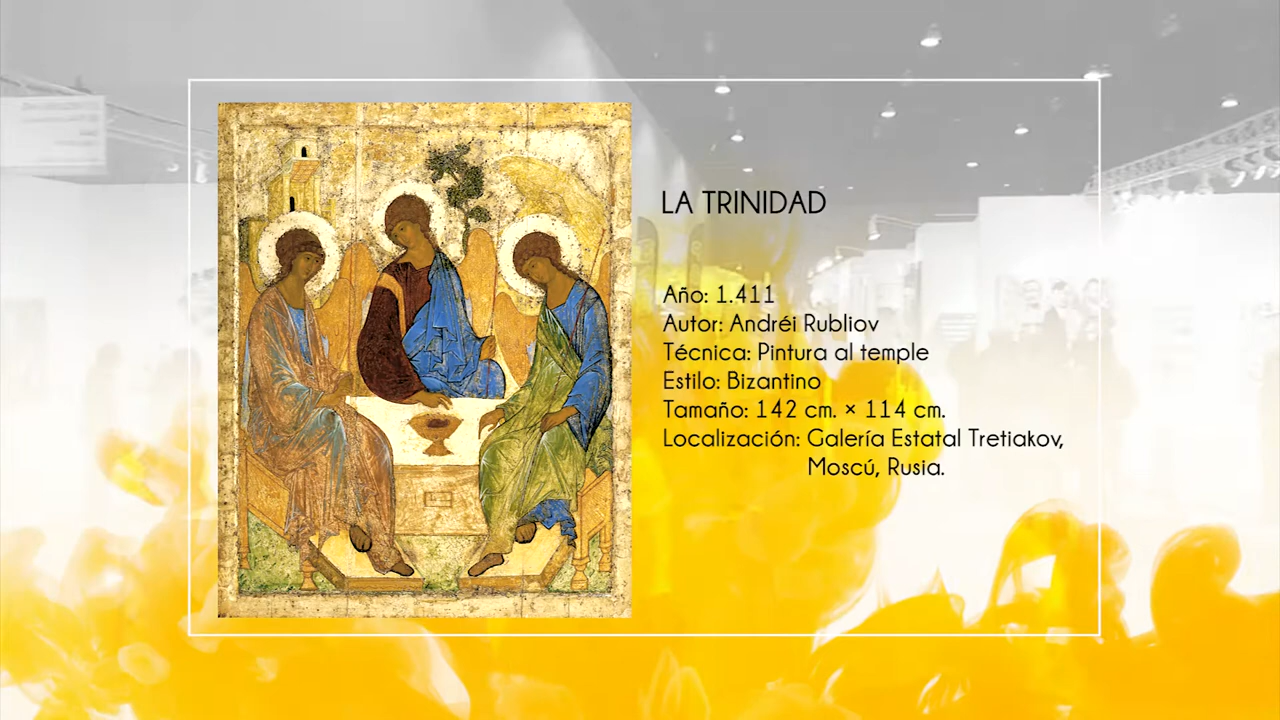 LA TRINIDAD
Año: 1.411
Autor: Andréi Rubliov
Técnica: Pintura al temple
Estilo: Bizantino
Tamaño: 142 cm. × 114 cm.
Localización: Galería Estatal Tretiakov,
Moscú, Rusia.